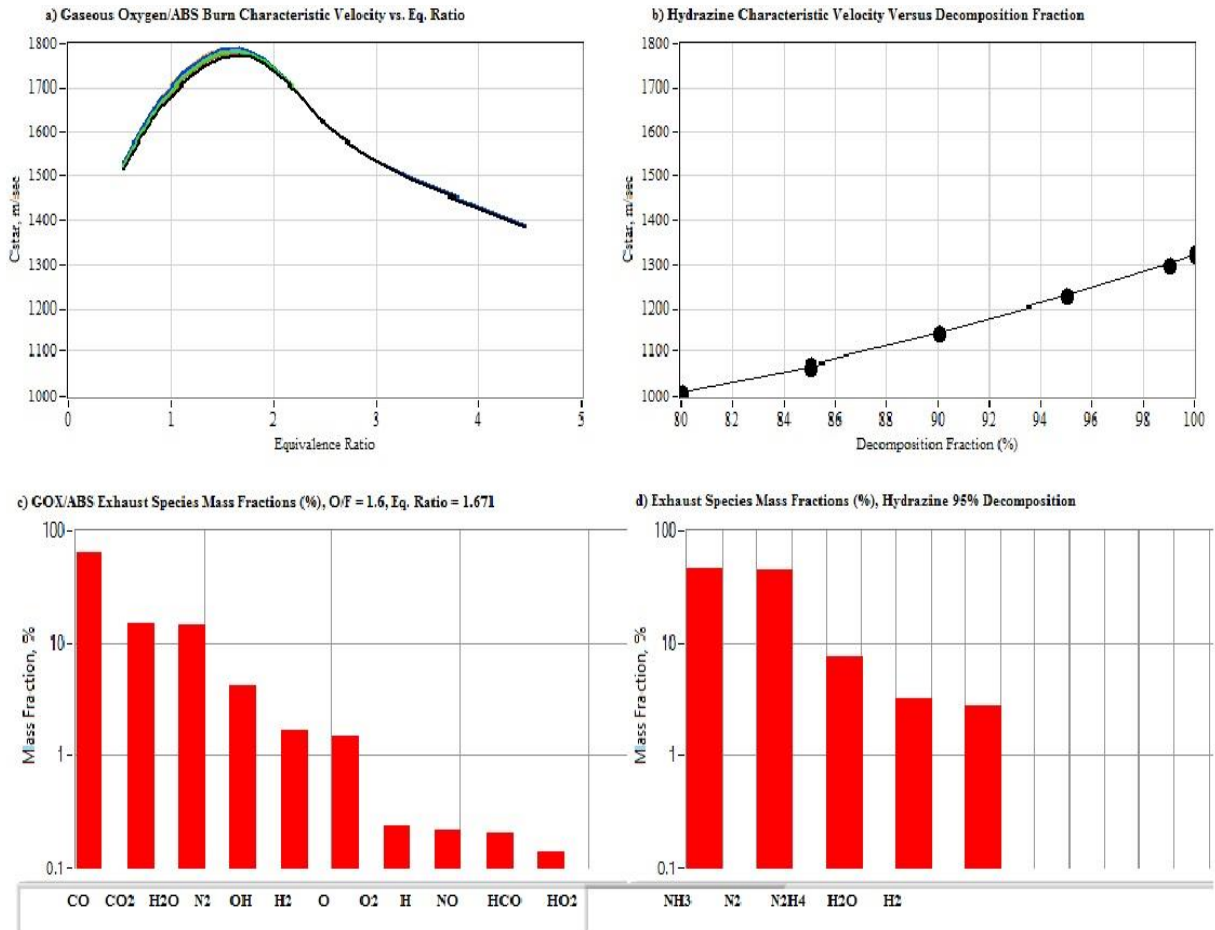 a) Gaseous Oxygen/ABS Burn Characteristic Velocity vs. Eq. Ratio
1800
1700
1600
1500
1400
1300
1200
1100
1000
Cstar, m/sec
0 1 2 3 4 5
Equivalence Ratio
b) Hydrazine Characteristic Velocity Versus Decomposition Fraction
1800
1700
1600
1500
1400
1300
1200
1100
1000
Cstar, m/sec
80 82 84 86 88 90 92 94 96 98 100
Decomposition Fraction (%)
c) GOX/ABS Exhaust Species Mass Fractions (%), O/F = 1.6, Eq. Ratio = 1.671
100
10
1
0.1
Mass Fraction, %
CO CO2 H2O N2 OH H2 O O2 H NO HCO HO2
d) Exhaust Species Mass Fractions (%), Hydrazine 95% Decomposition
100
10
1
0.1
Mass Fraction, %
NH3 N2 N2H4 H2O H2